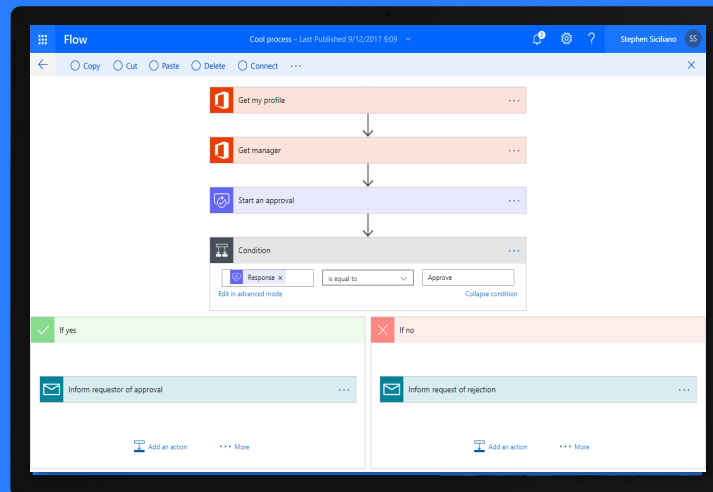 Flow
Cool process – Last Published 9/12/2017 9:09
?
Stephen Siciliano
SS
Copy
Cut
Paste
Delete
Connect
Get my profile
Get manager
Start an approval
Condition
Response ×
is equal to
Approve
Edit in advanced mode
Collapse condition
If yes
If no
Inform requestor of approval
Inform request of rejection
Add an action
More
Add an action
More